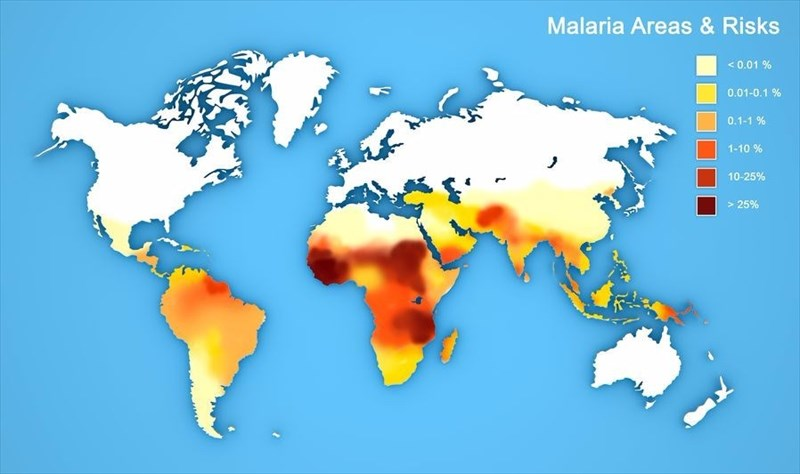 Malaria Areas & Risks
< 0.01 %
0.01-0.1 %
0.1-1 %
1-10 %
10-25%
> 25%